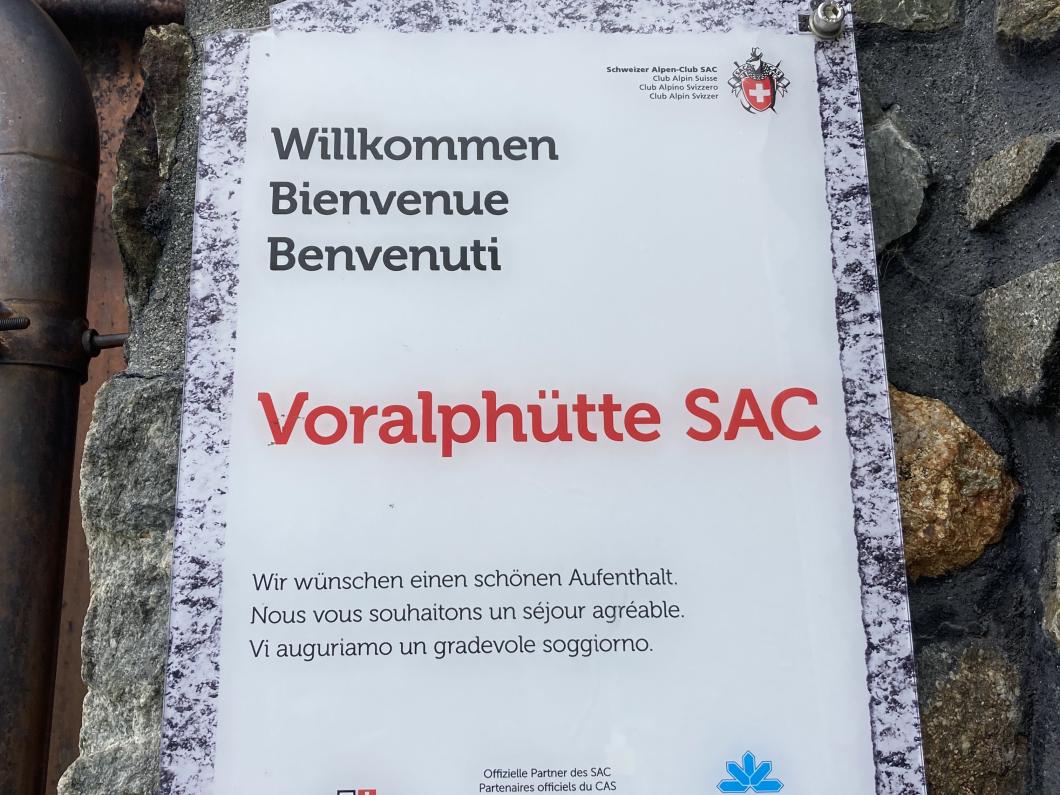 Schweizer Alpen-Club SAC
Club Alpin Suisse
Club Alpino Svizzero
Club Alpin Svizzer
Willkommen
Bienvenue
Benvenuti
Voralphütte SAC
Wir wünschen einen schönen Aufenthalt.
Nous vous souhaitons un séjour agréable.
Vi auguriamo un gradevole soggiorno.
Offizielle Partner des SAC
Partenaires officiels du CAS